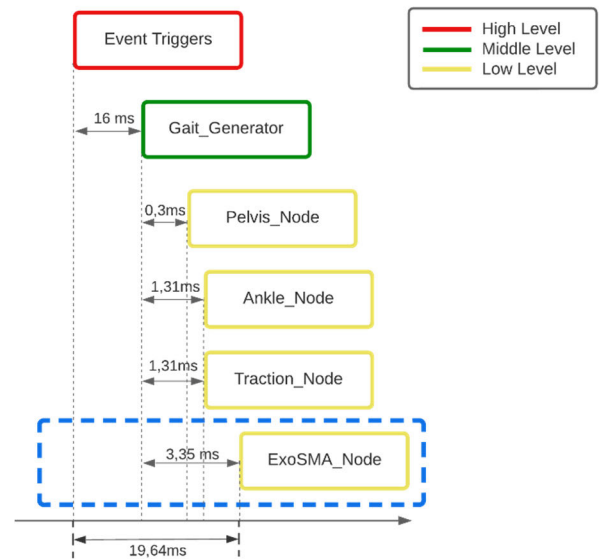 Event Triggers
High Level
Middle Level
Low Level
16 ms
Gait_Generator
0,3ms
Pelvis_Node
1,31ms
Ankle_Node
1,31ms
Traction_Node
3,35 ms
ExoSMA_Node
19,64ms